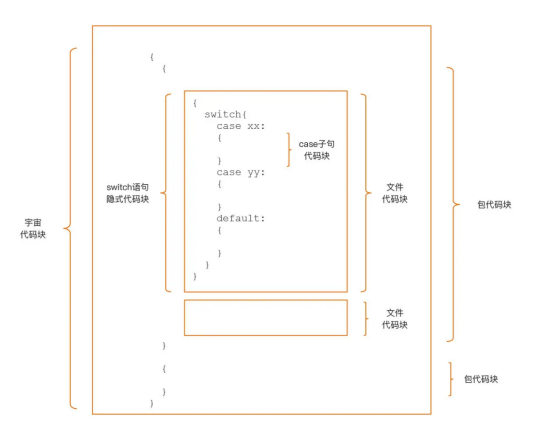 {
{
{
switch{
case xx:
{
}
case yy:
{
}
default:
{
}
}
}
}
{
}
}
case子句
代码块
switch语句
隐式代码块
文件
代码块
包代码块
宇宙
代码块
文件
代码块
包代码块